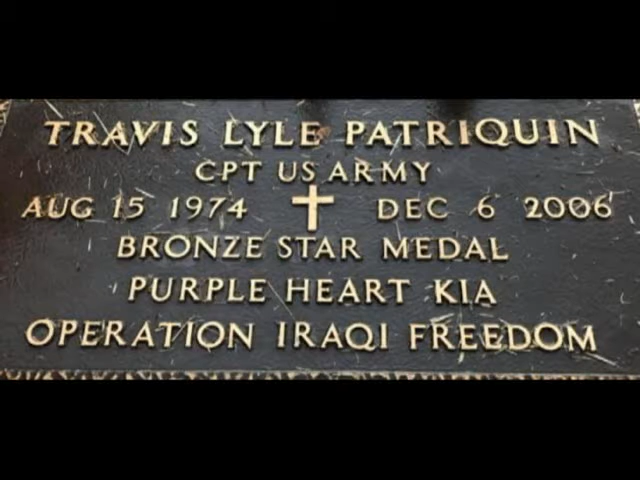 TRAVIS LYLE PATRIQUIN
CPT US ARMY
AUG 15 1974 DEC 6 2006
BRONZE STAR MEDAL
PURPLE HEART KIA
OPERATION IRAQI FREEDOM